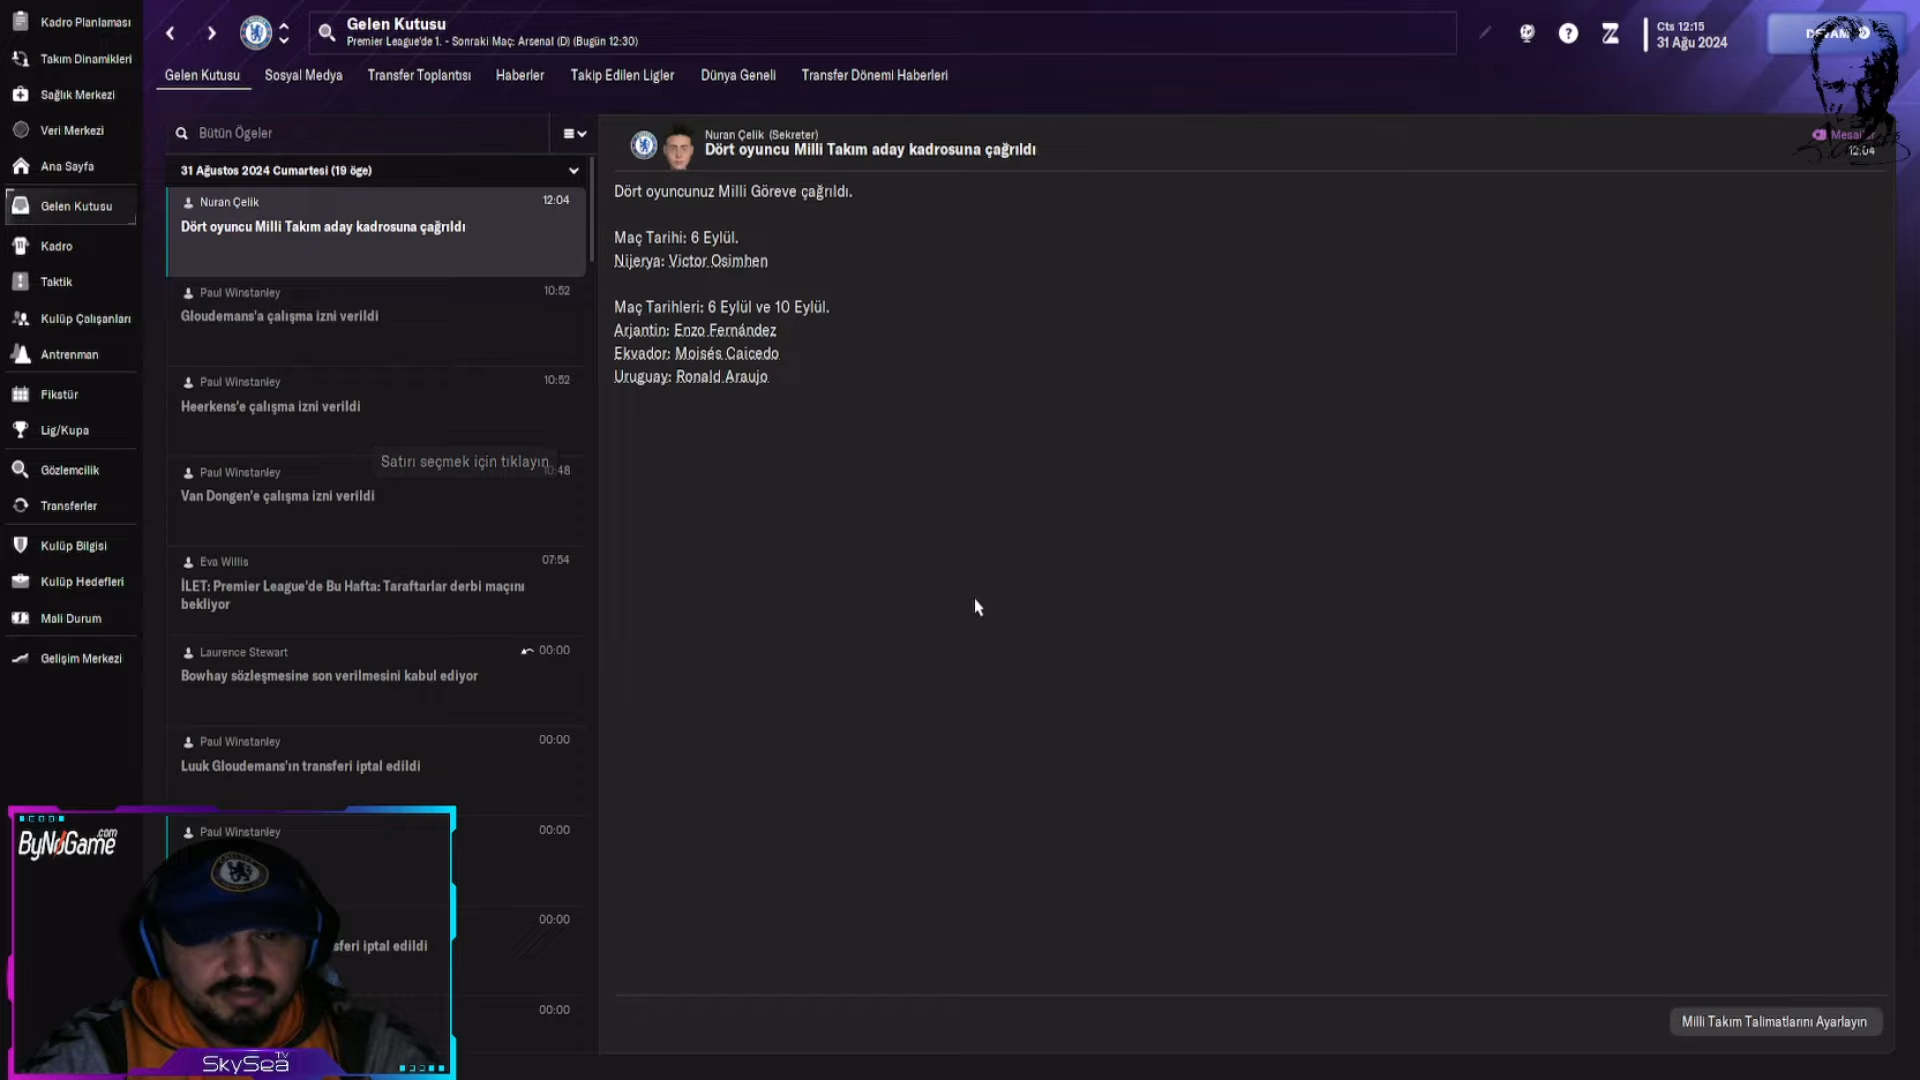 Kadro Planlaması
Takım Dinamikleri
Sağlık Merkezi
Veri Merkezi
Ana Sayfa
Gelen Kutusu
Kadro
Taktik
Kulüp Çalışanları
Antrenman
Fikstür
Lig/Kupa
Gözlemcilik
Transferler
Kulüp Bilgisi
Kulüp Hedefleri
Mali Durum
Gelişim Merkezi
Gelen Kutusu
Premier League'de 1. - Sonraki Maç: Arsenal (D) (Bugün 12:30)
Cts 12:15
31 Ağu 2024
DEVAM
Gelen Kutusu Sosyal Medya Transfer Toplantısı Haberler Takip Edilen Ligler Dünya Geneli Transfer Dönemi Haberleri
Bütün Ögeler
31 Ağustos 2024 Cumartesi (19 öge)
Nuran Çelik 12:04
Dört oyuncu Milli Takım aday kadrosuna çağrıldı
Paul Winstanley 10:52
Gloudemans'a çalışma izni verildi
Paul Winstanley 10:52
Heerkens'e çalışma izni verildi
Satırı seçmek için tıklayın
Paul Winstanley 10:48
Van Dongen'e çalışma izni verildi
Eva Willis 07:54
İLET: Premier League'de Bu Hafta: Taraftarlar derbi maçını
bekliyor
Laurence Stewart 00:00
Bowhay sözleşmesine son verilmesini kabul ediyor
Paul Winstanley 00:00
Luuk Gloudemans'ın transferi iptal edildi
Paul Winstanley 00:00
00:00
sferi iptal edildi
00:00
Nuran Çelik (Sekreter)
Dört oyuncu Milli Takım aday kadrosuna çağrıldı
12:04
Dört oyuncunuz Milli Göreve çağrıldı.
Maç Tarihi: 6 Eylül.
Nijerya: Victor Osimhen
Maç Tarihleri: 6 Eylül ve 10 Eylül.
Arjantin: Enzo Fernández
Ekvador: Moisés Caicedo
Uruguay: Ronald Araujo
Milli Takım Talimatlarını Ayarlayın
ByNoGame.com
SkySea TV